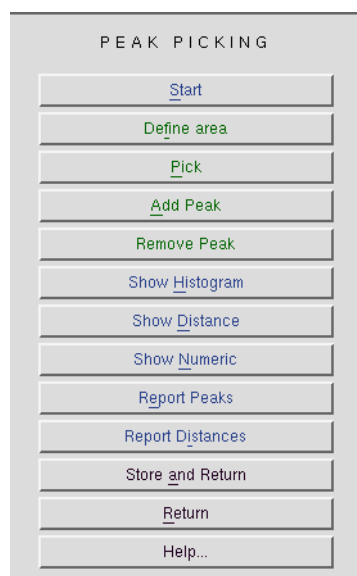 PEAK PICKING
Start
Define area
Pick
Add Peak
Remove Peak
Show Histogram
Show Distance
Show Numeric
Report Peaks
Report Distances
Store and Return
Return
Help...